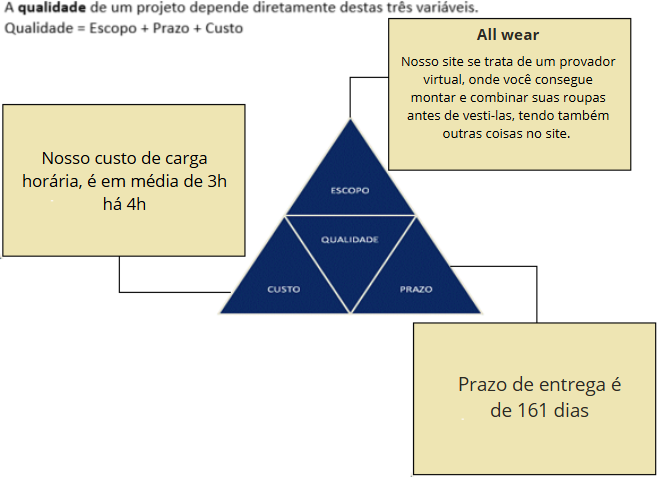 A qualidade de um projeto depende diretamente destas três variáveis.
Qualidade = Escopo + Prazo + Custo
All wear
Nosso site se trata de um provador
virtual, onde você consegue
montar e combinar suas roupas
antes de vesti-las, tendo também
outras coisas no site.
Nosso custo de carga
horária, é em média de 3h
há 4h
ESCOPO
QUALIDADE
CUSTO
PRAZO
Prazo de entrega é
de 161 dias